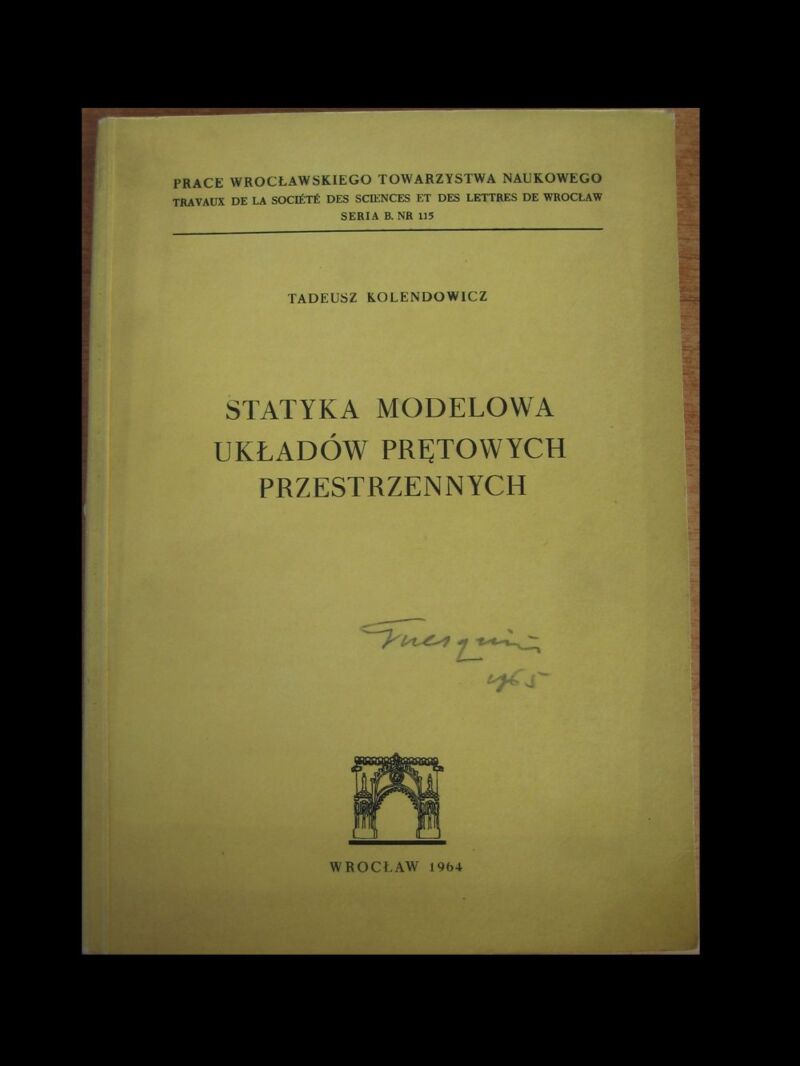 PRACE WROCŁAWSKIEGO TOWARZYSTWA NAUKOWEGO
TRAVAUX DE LA SOCIÉTÉ DES SCIENCES ET DES LETTRES DE WROCŁAW
SERIA B. NR 115
TADEUSZ KOLENDOWICZ
STATYKA MODELOWA
UKŁADÓW PRĘTOWYCH
PRZESTRZENNYCH
1965
WROCŁAW 1964